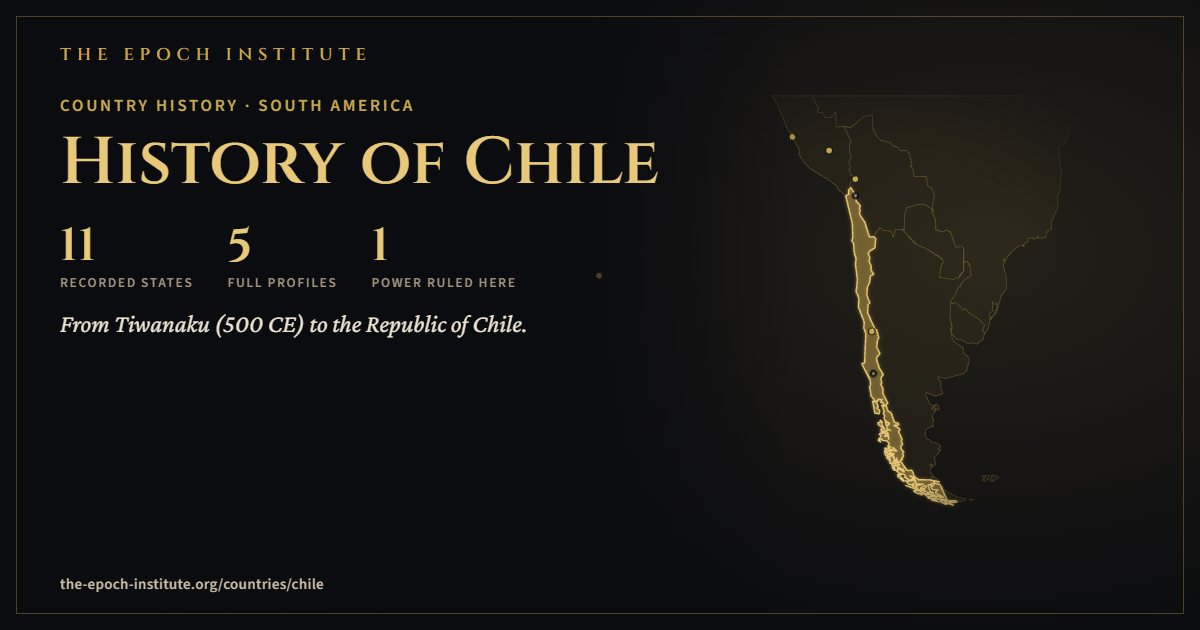 THE EPOCH INSTITUTE
COUNTRY HISTORY · SOUTH AMERICA
HISTORY OF CHILE
11 5 1
RECORDED STATES FULL PROFILES POWER RULED HERE
From Tiwanaku (500 CE) to the Republic of Chile.
the-epoch-institute.org/countries/chile